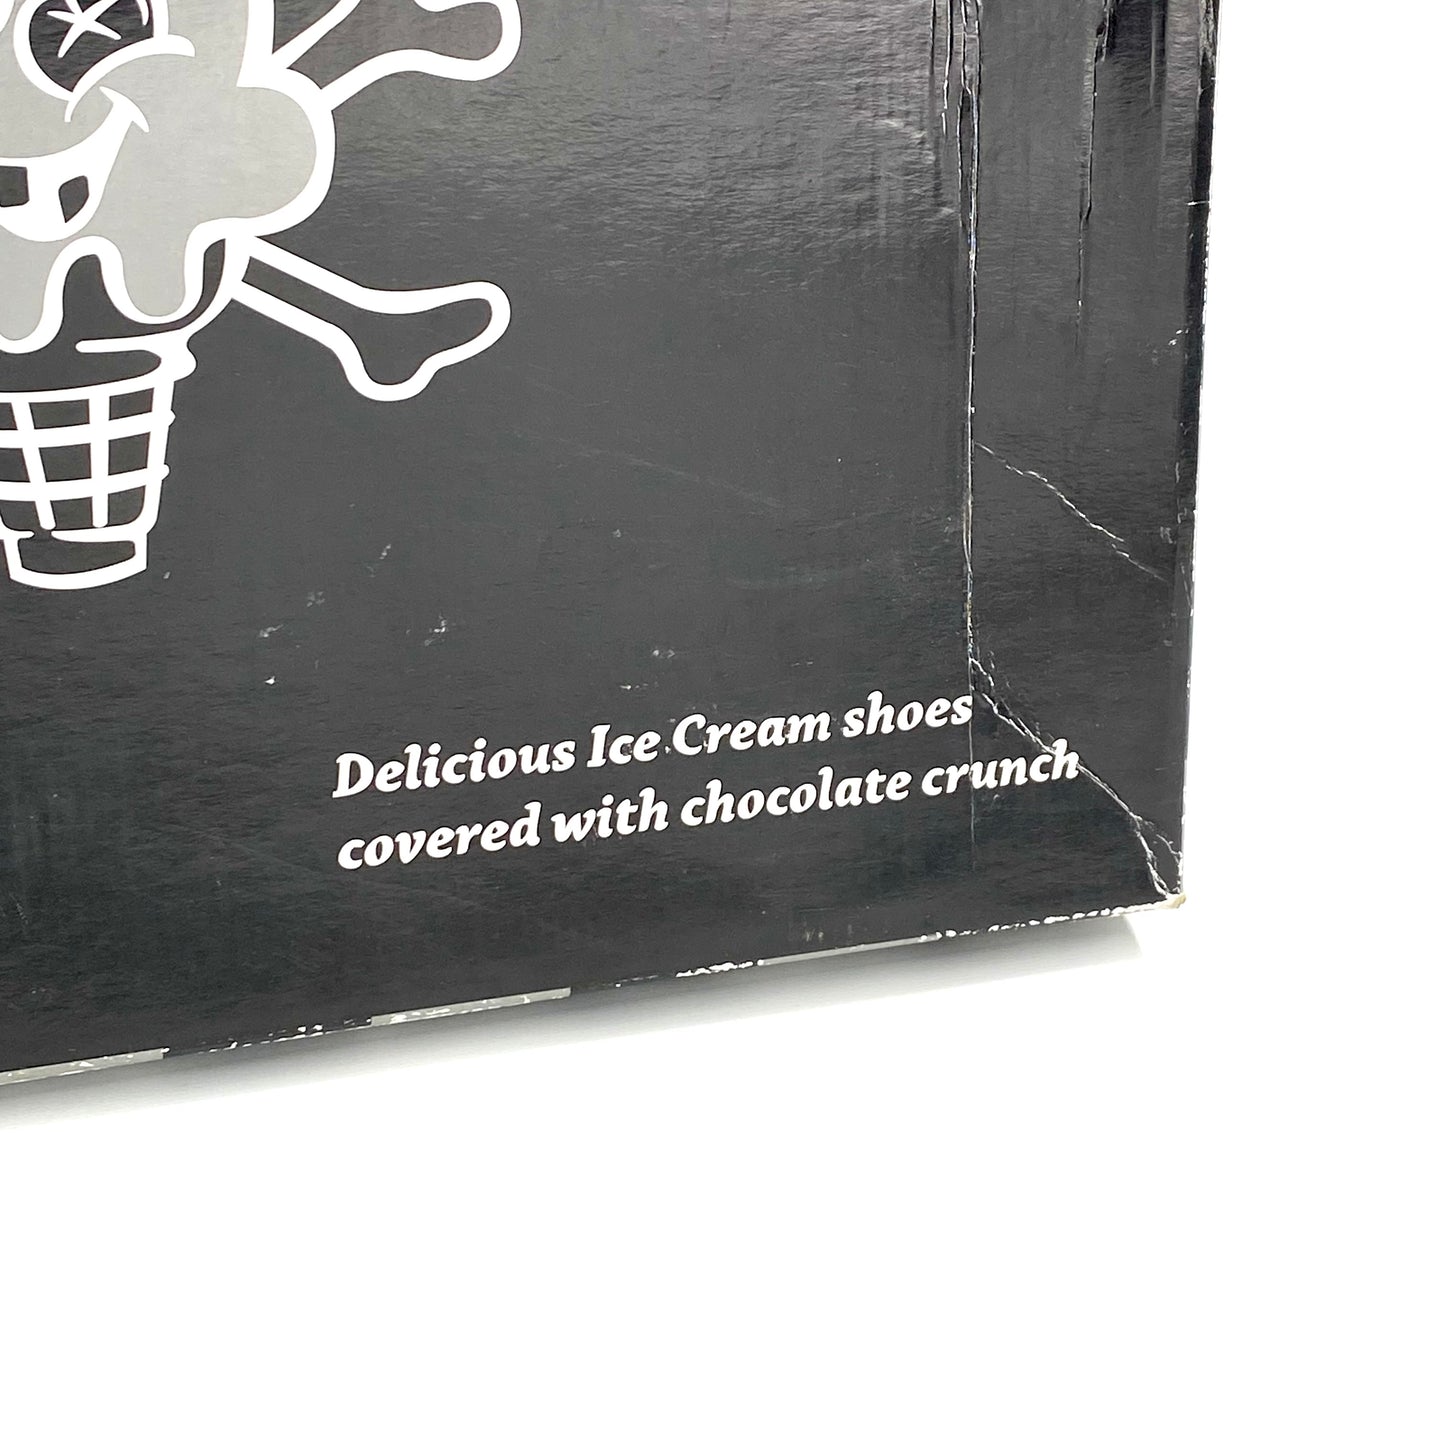 Delicious Ice Cream shoes
covered with chocolate crunch